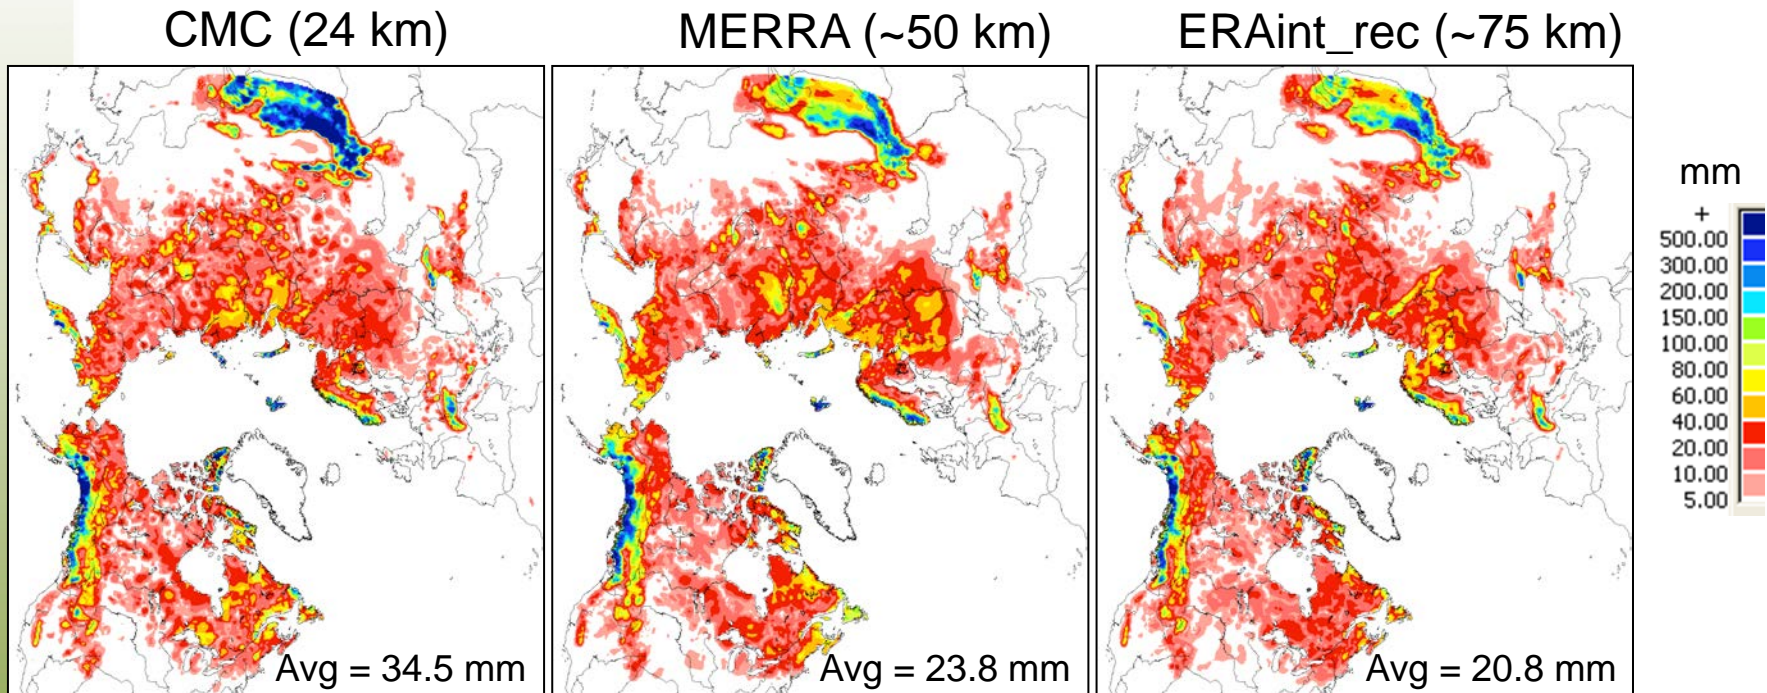 CMC (24 km)
MERRA (~50 km)
ERAint_rec (~75 km)
Avg = 34.5 mm
Avg = 23.8 mm
Avg = 20.8 mm
mm
+
500.00
300.00
200.00
150.00
100.00
80.00
60.00
40.00
20.00
10.00
5.00